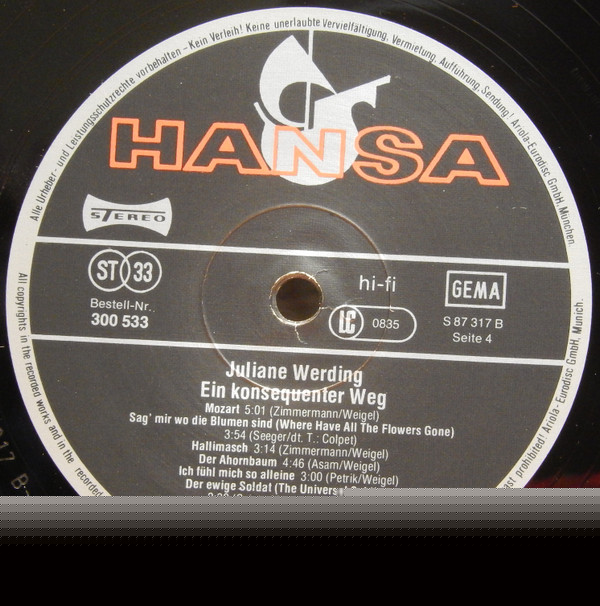 Alle Urheber- und Leistungsschutzrechte vorbehalten - Kein Verleih! Keine unerlaubte Vervielfältigung, Vermietung, Aufführung, Sendung! Ariola-Eurodisc GmbH, München.
HANSA
STEREO
ST 33
hi-fi
GEMA
Bestell-Nr.
300 533
LC 0835
S 87 317 B
Seite 4
Juliane Werding
Ein konsequenter Weg
Mozart 5:01 (Zimmermann/Weigel)
Sag' mir wo die Blumen sind (Where Have All The Flowers Gone)
3:54 (Seeger/dt. T.: Colpet)
Hallimasch 3:14 (Zimmermann/Weigel)
Der Ahornbaum 4:46 (Asam/Weigel)
Ich fühl mich so alleine 3:00 (Petrik/Weigel)
Der ewige Soldat (The Universal
All copyrights in the recorded works and in the recorded
prohibited! Ariola-Eurodisc GmbH, Munich.